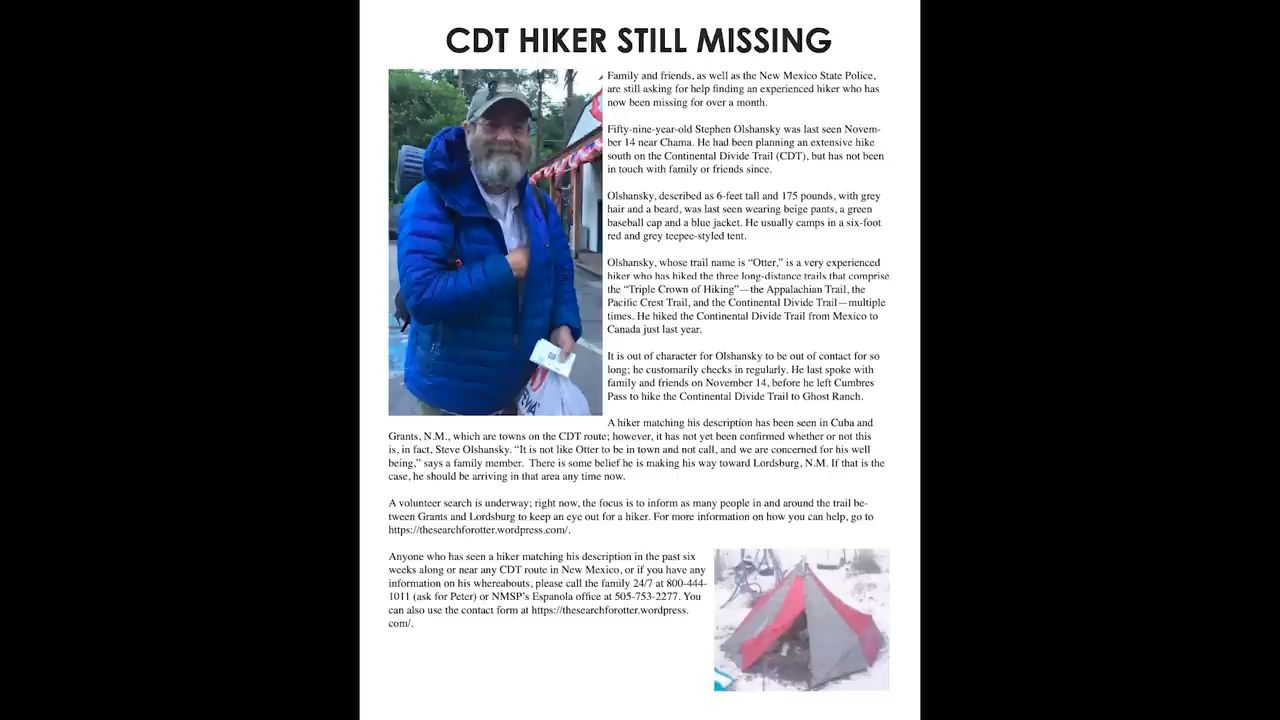 CDT HIKER STILL MISSING
Family and friends, as well as the New Mexico State Police,
are still asking for help finding an experienced hiker who has
now been missing for over a month.
Fifty-nine-year-old Stephen Olshansky was last seen Novem-
ber 14 near Chama. He had been planning an extensive hike
south on the Continental Divide Trail (CDT), but has not been
in touch with family or friends since.
Olshansky, described as 6-feet tall and 175 pounds, with grey
hair and a beard, was last seen wearing beige pants, a green
baseball cap and a blue jacket. He usually camps in a six-foot
red and grey teepee-styled tent.
Olshansky, whose trail name is “Otter,” is a very experienced
hiker who has hiked the three long-distance trails that comprise
the “Triple Crown of Hiking”—the Appalachian Trail, the
Pacific Crest Trail, and the Continental Divide Trail—multiple
times. He hiked the Continental Divide Trail from Mexico to
Canada just last year.
It is out of character for Olshansky to be out of contact for so
long; he customarily checks in regularly. He last spoke with
family and friends on November 14, before he left Cumbres
Pass to hike the Continental Divide Trail to Ghost Ranch.
A hiker matching his description has been seen in Cuba and
Grants, N.M., which are towns on the CDT route; however, it has not yet been confirmed whether or not this
is, in fact, Steve Olshansky. “It is not like Otter to be in town and not call, and we are concerned for his well
being,” says a family member. There is some belief he is making his way toward Lordsburg, N.M. If that is the
case, he should be arriving in that area any time now.
A volunteer search is underway; right now, the focus is to inform as many people in and around the trail be-
tween Grants and Lordsburg to keep an eye out for a hiker. For more information on how you can help, go to
https://thesearchforotter.wordpress.com/.
Anyone who has seen a hiker matching his description in the past six
weeks along or near any CDT route in New Mexico, or if you have any
information on his whereabouts, please call the family 24/7 at 800-444-
1011 (ask for Peter) or NMSP’s Espanola office at 505-753-2277. You
can also use the contact form at https://thesearchforotter.wordpress.
com/.